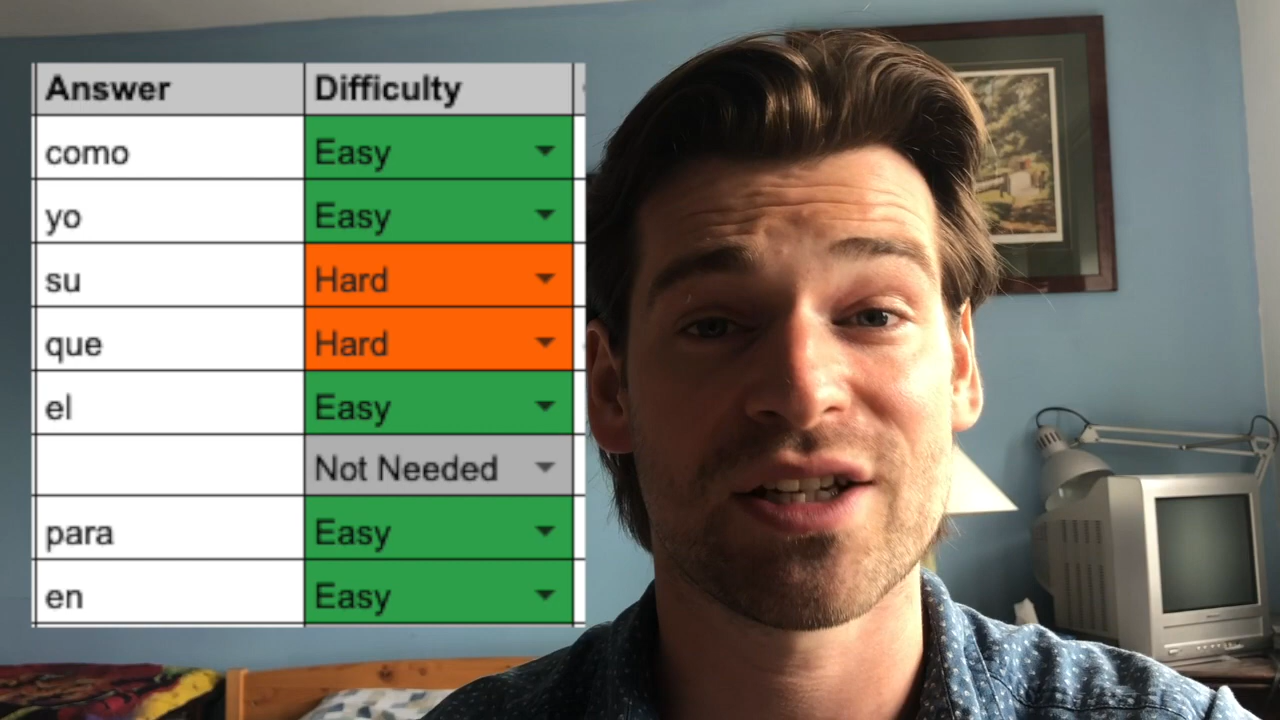 Answer Difficulty
como Easy
yo Easy
su Hard
que Hard
el Easy
Not Needed
para Easy
en Easy